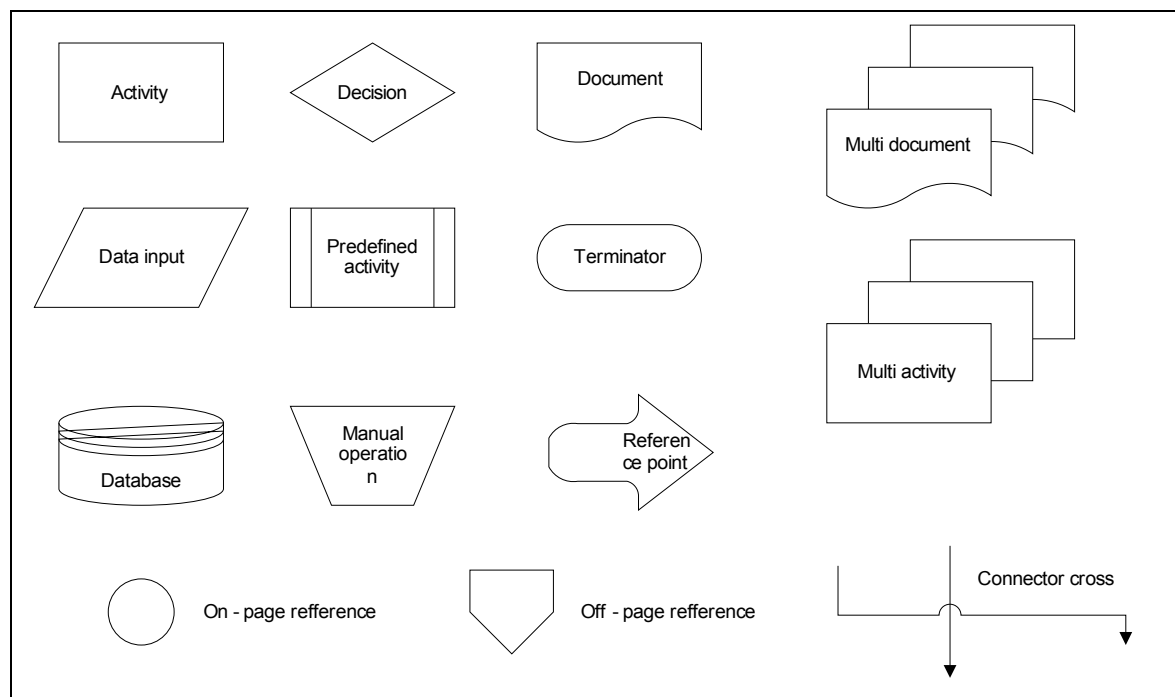 Activity
Decision
Document
Multi document
Data input
Predefined
activity
Terminator
Multi activity
Database
Manual
operatio
n
Referen
ce point
On - page refference
Off - page refference
Connector cross